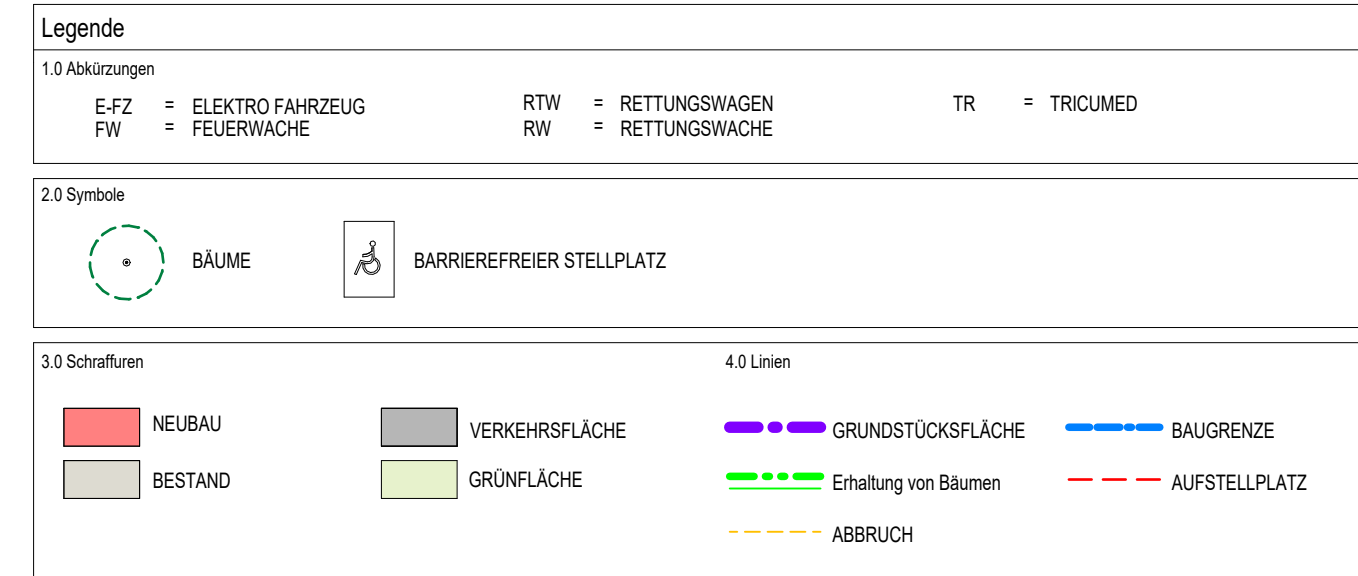 Legende
1.0 Abkürzungen
E-FZ = ELEKTRO FAHRZEUG RTW = RETTUNGSWAGEN TR = TRICUMED
FW = FEUERWACHE RW = RETTUNGSWACHE
2.0 Symbole
BÄUME BARRIEREFREIER STELLPLATZ
3.0 Schraffuren 4.0 Linien
NEUBAU VERKEHRSFLÄCHE GRUNDSTÜCKSFLÄCHE BAUGRENZE
BESTAND GRÜNFLÄCHE Erhaltung von Bäumen AUFSTELLPLATZ
ABBRUCH